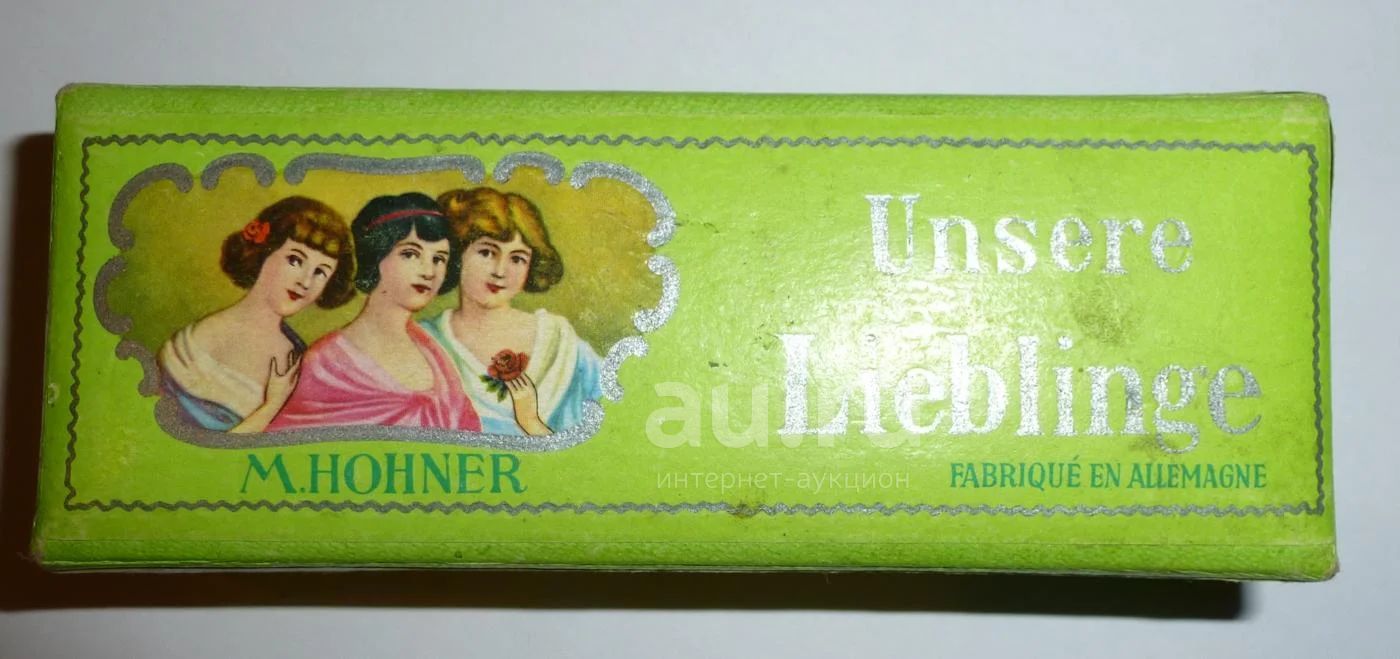 Unsere
Lieblinge
M. HOHNER
FABRIQUÉ EN ALLEMAGNE
au.ru
интернет-аукцион